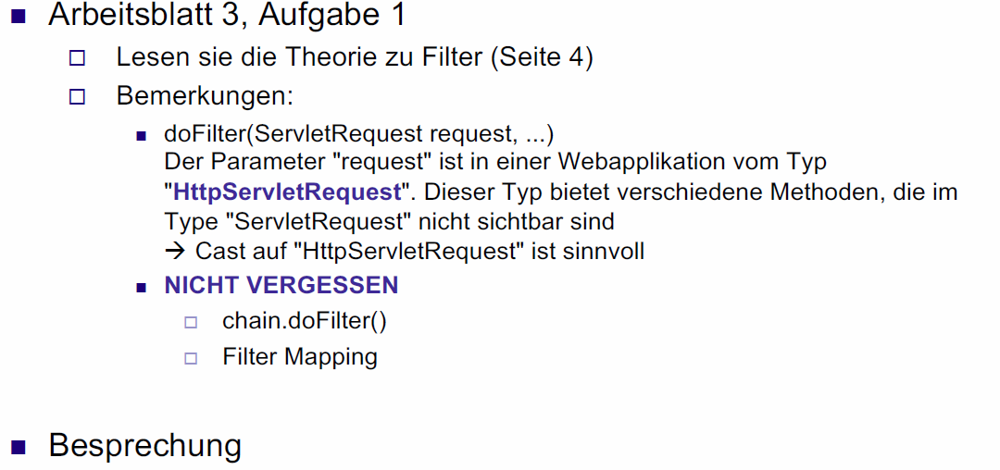 Arbeitsblatt 3, Aufgabe 1
Lesen sie die Theorie zu Filter (Seite 4)
Bemerkungen:
doFilter(ServletRequest request, ...)
Der Parameter "request" ist in einer Webapplikation vom Typ
"HttpServletRequest". Dieser Typ bietet verschiedene Methoden, die im
Type "ServletRequest" nicht sichtbar sind
→ Cast auf "HttpServletRequest" ist sinnvoll
NICHT VERGESSEN
chain.doFilter()
Filter Mapping
Besprechung